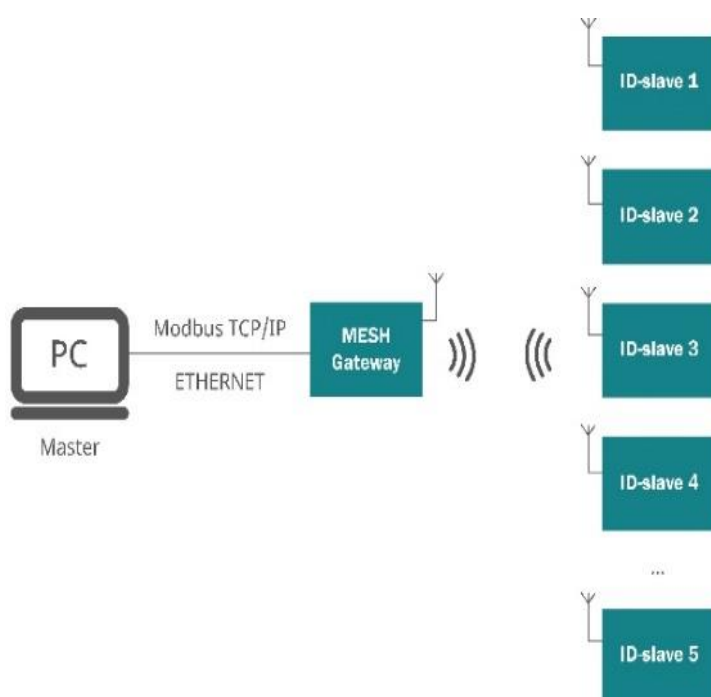 ID-slave 1
ID-slave 2
Modbus TCP/IP
ETHERNET
PC
Master
MESH
Gateway
ID-slave 3
ID-slave 4
...
ID-slave 5